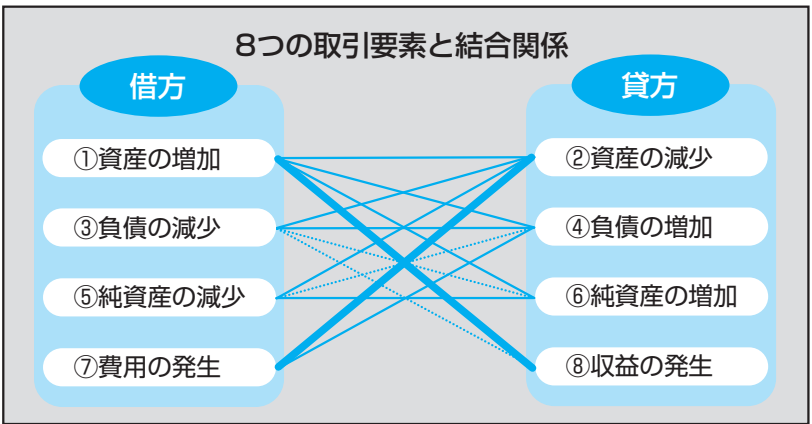 8つの取引要素と結合関係
借方
貸方
①資産の増加
②資産の減少
③負債の減少
④負債の増加
⑤純資産の減少
⑥純資産の増加
⑦費用の発生
⑧収益の発生